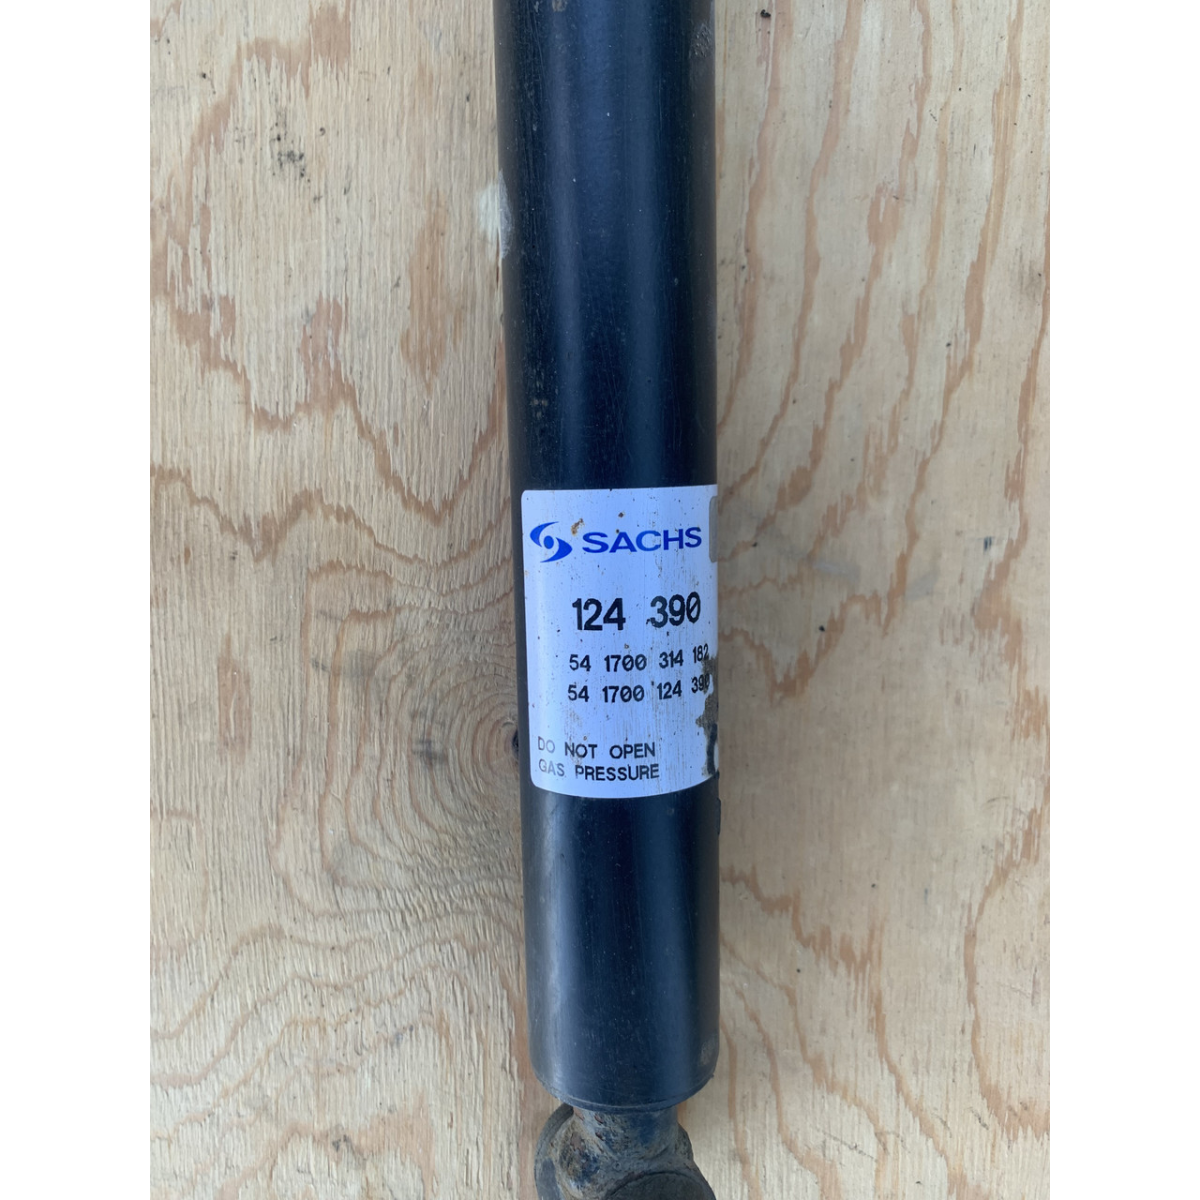 SACHS
124 390
54 1700 314 182
54 1700 124 390
DO NOT OPEN
GAS PRESSURE